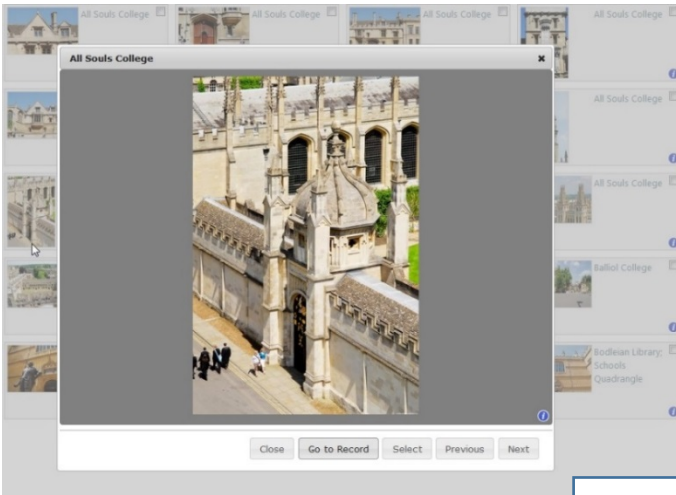 All Souls College
All Souls College
All Souls College
All Souls College
All Souls College
×
All Souls College
All Souls College
Balliol College
Bodleian Library;
Schools
Quadrangle
Close
Go to Record
Select
Previous
Next